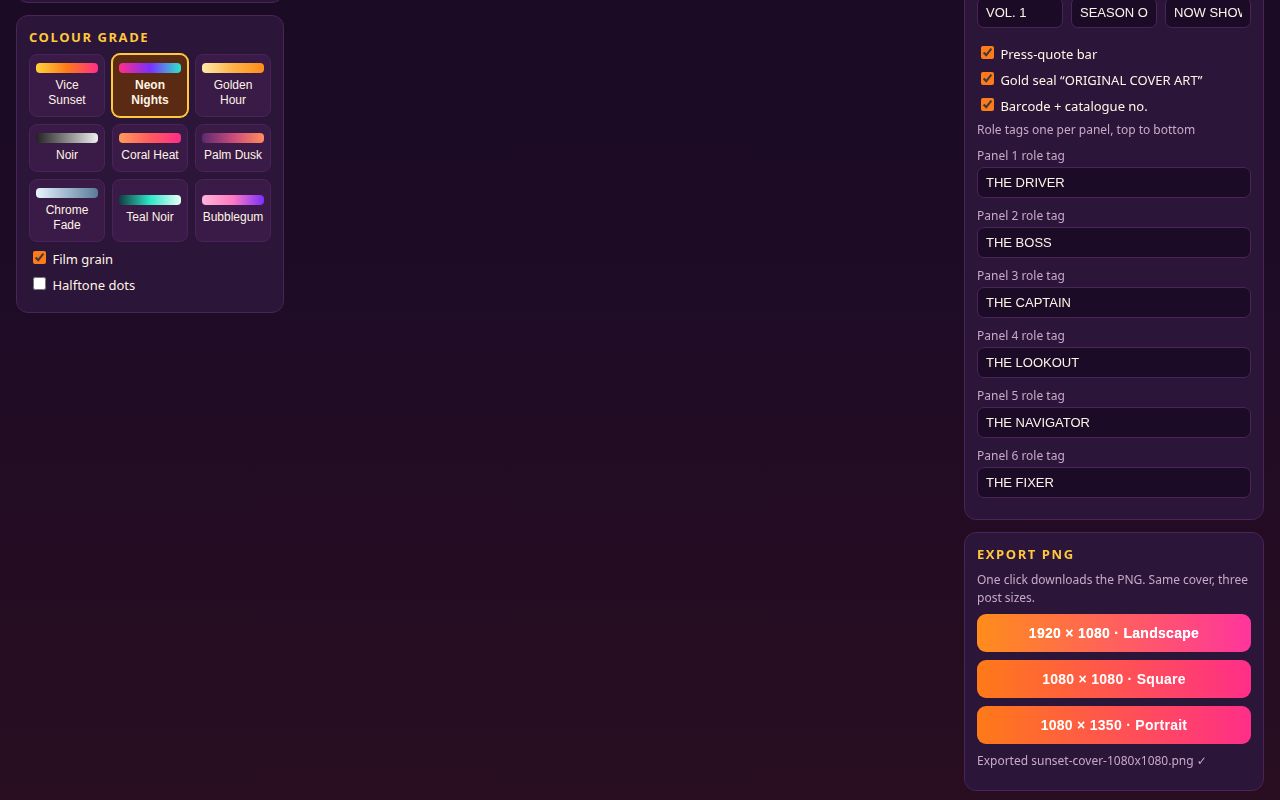 COLOUR GRADE
Vice
Sunset
Neon
Nights
Golden
Hour
Noir
Coral Heat
Palm Dusk
Chrome
Fade
Teal Noir
Bubblegum
Film grain
Halftone dots
VOL. 1
SEASON O
NOW SHOW
Press-quote bar
Gold seal “ORIGINAL COVER ART”
Barcode + catalogue no.
Role tags one per panel, top to bottom
Panel 1 role tag
THE DRIVER
Panel 2 role tag
THE BOSS
Panel 3 role tag
THE CAPTAIN
Panel 4 role tag
THE LOOKOUT
Panel 5 role tag
THE NAVIGATOR
Panel 6 role tag
THE FIXER
EXPORT PNG
One click downloads the PNG. Same cover, three
post sizes.
1920 × 1080 · Landscape
1080 × 1080 · Square
1080 × 1350 · Portrait
Exported sunset-cover-1080x1080.png ✓